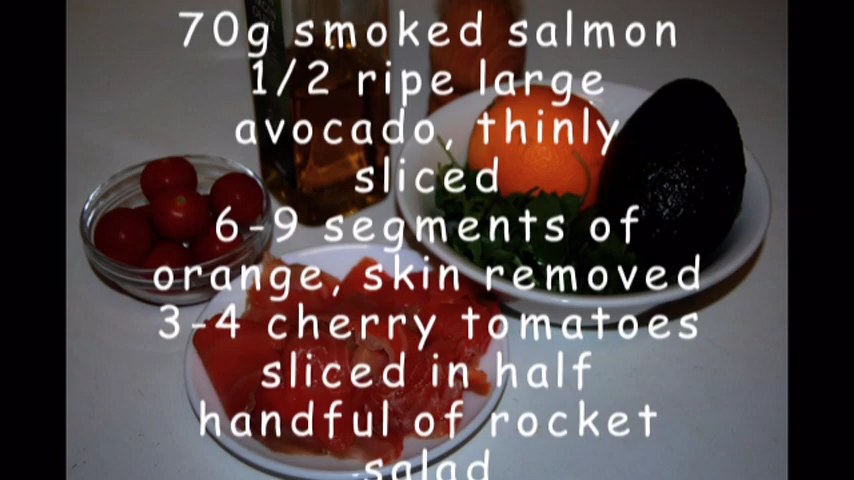 70g smoked salmon
1/2 ripe large
avocado, thinly
sliced
6-9 segments of
orange, skin removed
3-4 cherry tomatoes
sliced in half
handful of rocket
salad